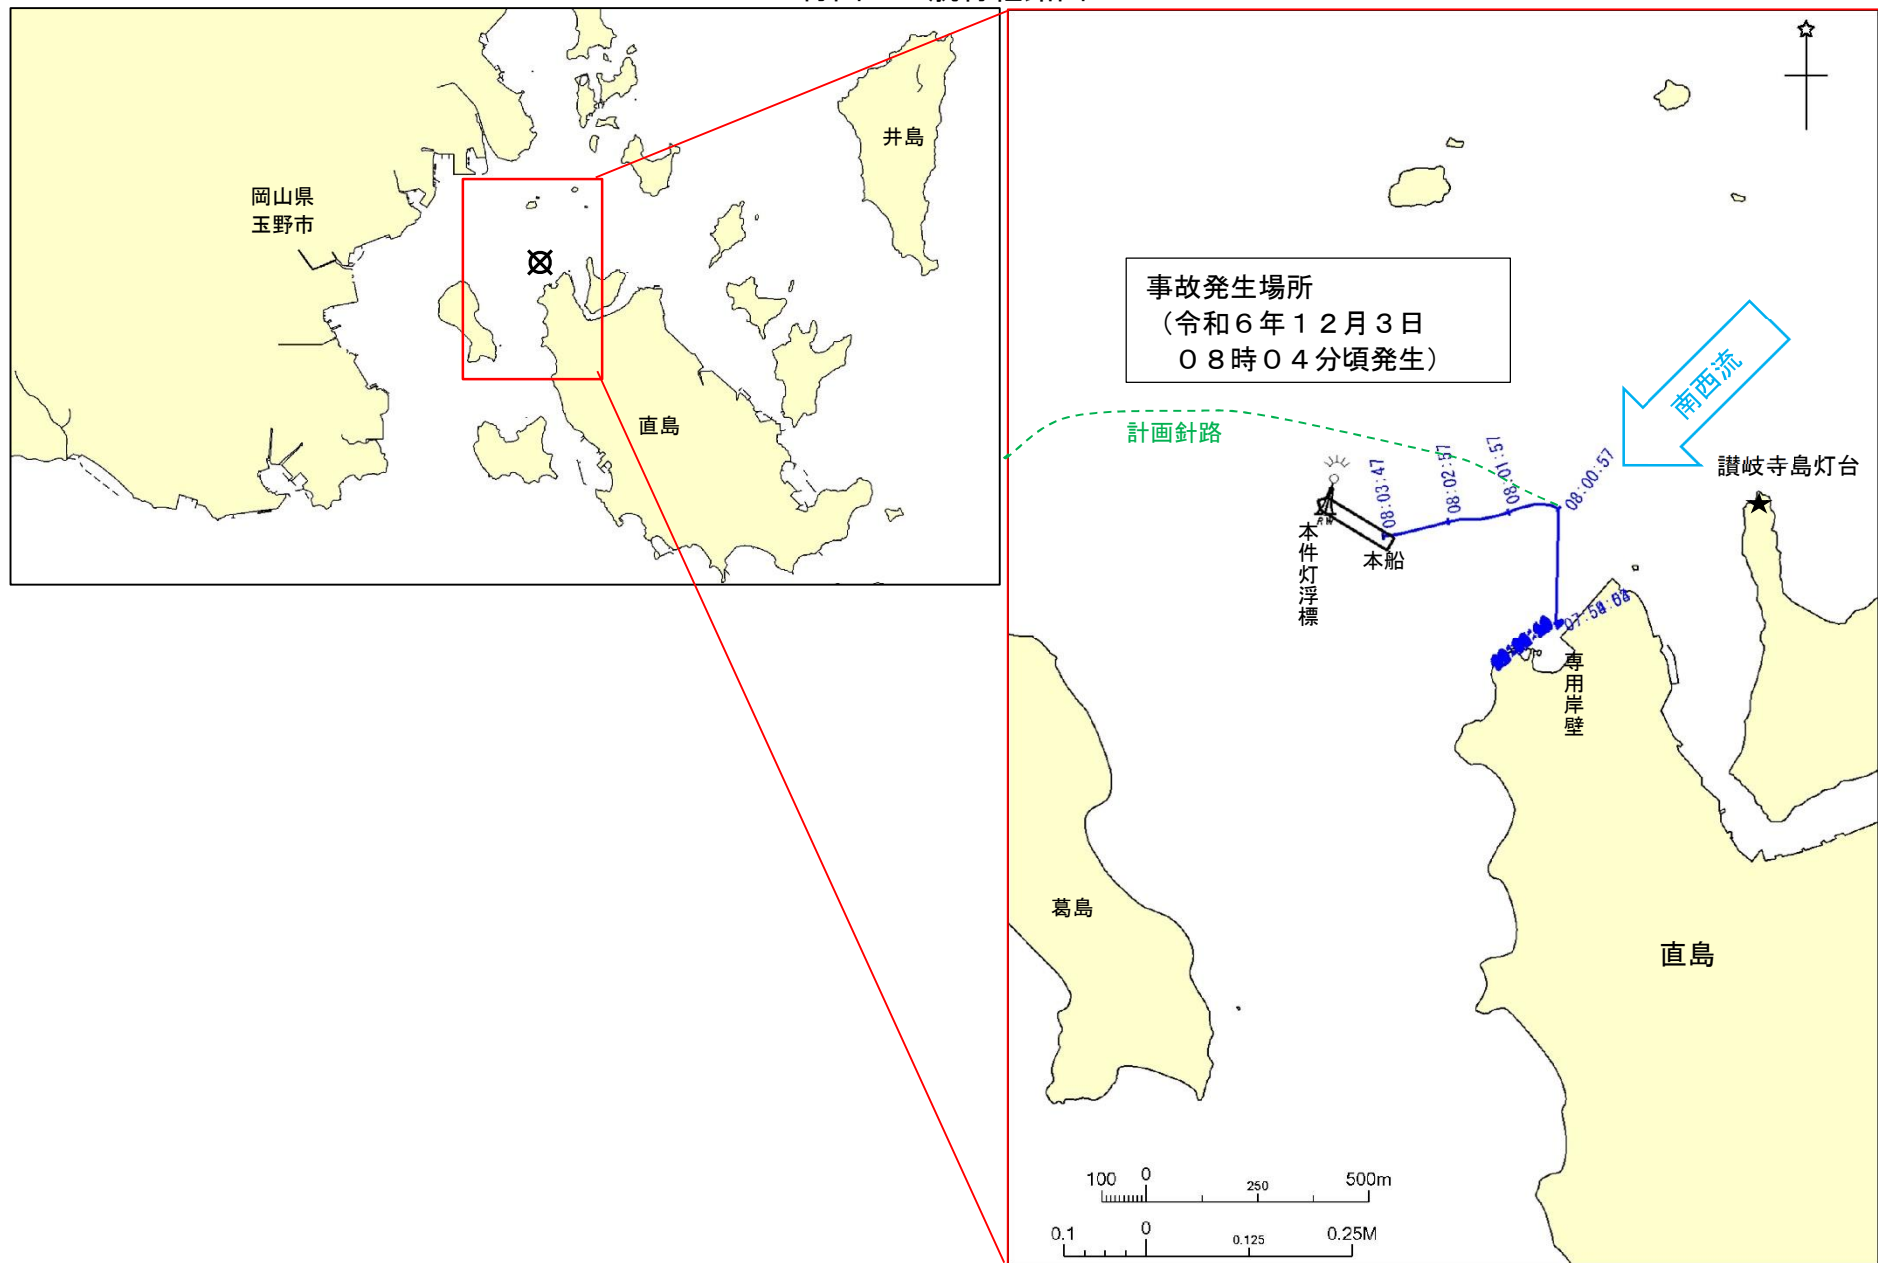 岡山県
玉野市
井島
直島
事故発生場所
（令和６年１２月３日
０８時０４分頃発生）
南西流
計画針路
讃岐寺島灯台
08:03:47
08:02:57
08:01:57
08:00:57
本件灯浮標
本船
専用岸壁
葛島
直島
100 0 250 500m
0.1 0 0.125 0.25M